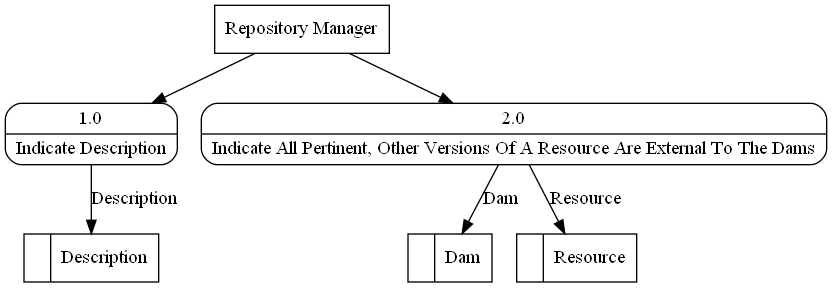 Repository Manager
1.0
Indicate Description
2.0
Indicate All Pertinent, Other Versions Of A Resource Are External To The Dams
Description
Dam
Resource
Description
Dam
Resource